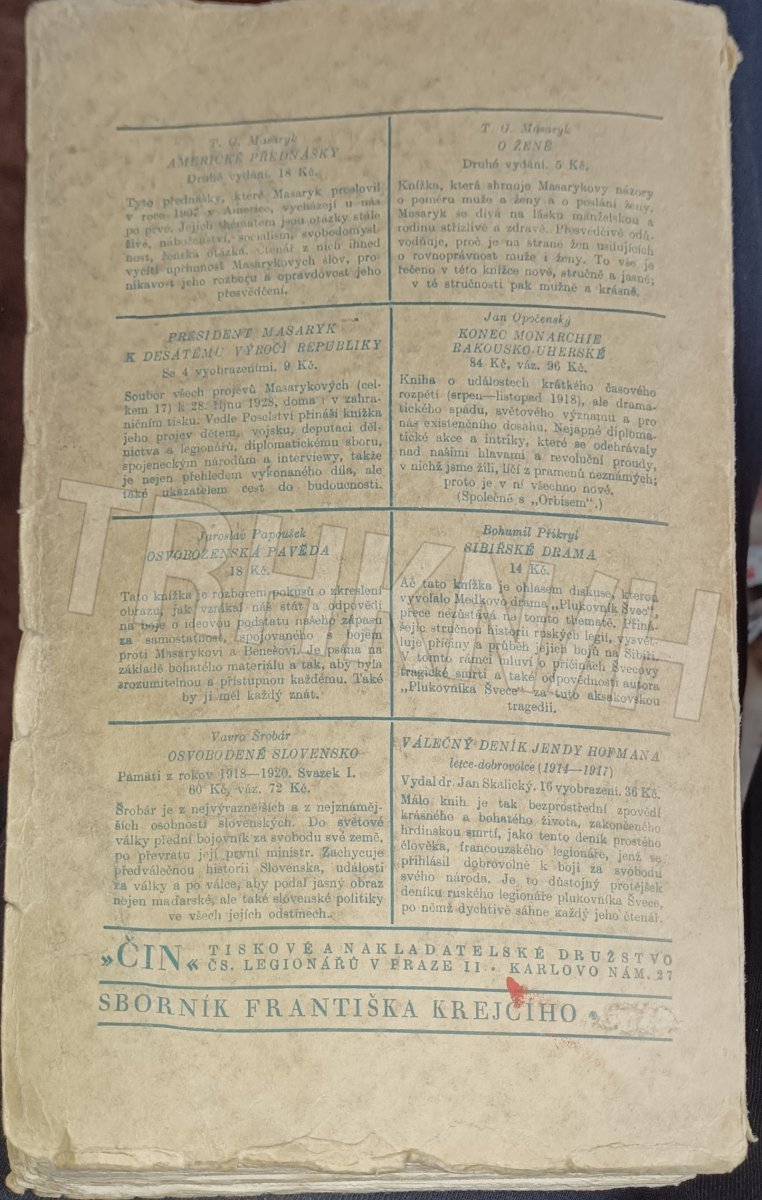 T. G. Masaryk
AMERICKÉ PŘEDNÁŠKY
Druhé vydání. 18 Kč.
Tyto přednášky, které Masaryk proslovil
v roce 1907 v Americe, vycházejí u nás
po prvé. Jejich thematem jsou otázky stále
živé, náboženství, socialism, svobodomysl-
nost, ženská otázka. Čtenář z nich ihned
vycítí upřímnost Masarykových slov, pro-
nikavost jeho rozboru a opravdovost jeho
přesvědčení.
T. G. Masaryk
O ŽENĚ
Druhé vydání. 5 Kč.
Knížka, která shrnuje Masarykovy názory
o poměru muže a ženy a o poslání ženy.
Masaryk se dívá na lásku manželskou a
rodinu střízlivě a zdravě. Přesvědčivě odů-
vodňuje, proč je na straně žen usilujících
o rovnoprávnost muže i ženy. To vše je
řečeno v této knížce nově, stručně a jasně;
v té stručnosti pak mužně a krásně.
PRESIDENT MASARYK
K DESÁTÉMU VÝROČÍ REPUBLIKY
Se 4 vyobrazeními. 9 Kč.
Soubor všech projevů Masarykových (cel-
kem 17) k 28. říjnu 1928, doma i v zahra-
ničním tisku. Vedle Poselství přináší knížka
jeho projev dětem, vojsku, deputaci děl-
nictva a legionářů, diplomatickému sboru,
spojeneckým národům a interviewy, takže
je nejen přehledem vykonaného díla, ale
také ukazatelem cest do budoucnosti.
Jan Opočenský
KONEC MONARCHIE
RAKOUSKO-UHERSKÉ
84 Kč, váz. 96 Kč.
Kniha o událostech krátkého časového
rozpětí (srpen—listopad 1918), ale drama-
tického spádu, světového významu a pro
nás existenčního dosahu. Nejapné diploma-
tické akce a intriky, které se odehrávaly
nad našimi hlavami a revoluční proudy,
v nichž jsme žili, líčí z pramenů neznámých;
proto je v ní všechno nové.
(Společně s „Orbisem“.)
Jaroslav Papoušek
OSVOBOZENSKÁ PAVĚDA
18 Kč.
Tato knížka je rozborem pokusů o zkreslení
obrazu, jak vznikal náš stát a odpovědí
na boje o ideovou podstatu našeho zápasu
za samostatnost, spojovaného s bojem
proti Masarykovi a Benešovi. Je psána na
základě bohatého materiálu a tak, aby byla
srozumitelnou a přístupnou každému. Také
by ji měl každý znát.
Bohumil Přikryl
SIBIŘSKÉ DRAMA
14 Kč.
Ač tato knížka je ohlasem diskuse, kterou
vyvolalo Medkovo drama „Plukovník Švec“,
přece nezůstává na tomto thematě. Přiná-
šejíc stručnou historii ruských legií, vysvět-
luje příčiny a průběh jejich bojů na Sibiři.
V tomto rámci mluví o příčinách Švecovy
tragické smrti a také odpovědnosti autora
„Plukovníka Švece“ za tuto aksakovskou
tragedii.
Vavro Šrobár
OSVOBODENÉ SLOVENSKO
Pamäti z rokov 1918—1920. Svazek I.
60 Kč, váz. 72 Kč.
Šrobár je z nejvýraznějších a z nejznáměj-
ších osobností slovenských. Do světové
války přední bojovník za svobodu své země,
po převratu její první ministr. Zachycuje
předválečnou historii Slovenska, události
za války a po válce, aby podal jasný obraz
nejen maďarské, ale také slovenské politiky
ve všech jejích odstínech.
VÁLEČNÝ DENÍK JENDY HOFMANA
letce-dobrovolce (1914—1917)
Vydal dr. Jan Skalický. 16 vyobrazení. 36 Kč.
Málo knih je tak bezprostřední zpovědí
krásného a bohatého života, zakončeného
hrdinskou smrtí, jako tento deník prostého
člověka, francouzského legionáře, jenž se
přihlásil dobrovolně k boji za svobodu
svého národa. Je to důstojný protějšek
deníku ruského legionáře plukovníka Švece,
po němž dychtivě sáhne každý jeho čtenář.
„ČIN“ TISKOVÉ A NAKLADATELSKÉ DRUŽSTVO
ČS. LEGIONÁŘŮ V PRAZE II • KARLOVO NÁM. 27
SBORNÍK FRANTIŠKA KREJČÍHO •
TRHKNIH